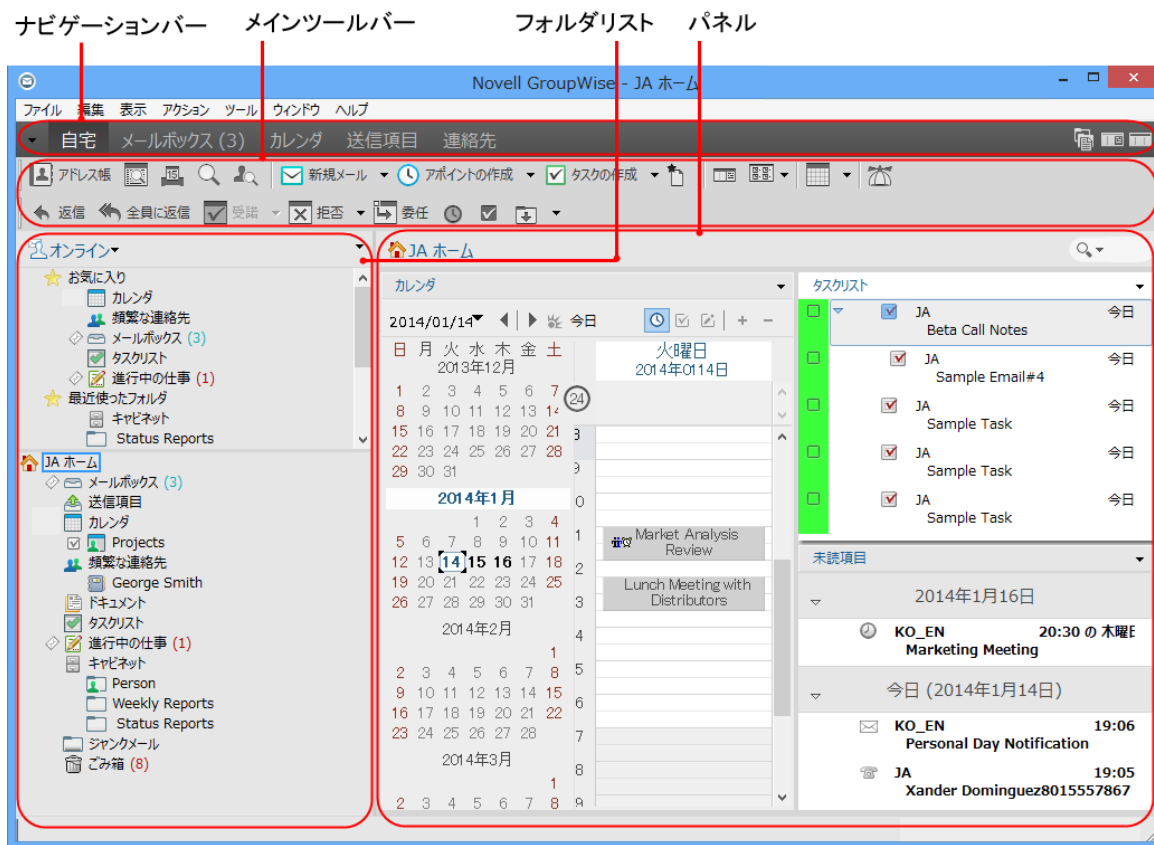 ナビゲーションバー メインツールバー フォルダリスト パネル
Novell GroupWise - JA ホーム
ファイル 編集 表示 アクション ツール ウィンドウ ヘルプ
自宅 メールボックス (3) カレンダ 送信項目 連絡先
アドレス帳 15 新規メール アポイントの作成 タスクの作成
返信 全員に返信 受諾 拒否 委任
オンライン
お気に入り
カレンダ
頻繁な連絡先
メールボックス (3)
タスクリスト
進行中の仕事 (1)
最近使ったフォルダ
キャビネット
Status Reports
JA ホーム
メールボックス (3)
送信項目
カレンダ
Projects
頻繁な連絡先
George Smith
ドキュメント
タスクリスト
進行中の仕事 (1)
キャビネット
Person
Weekly Reports
Status Reports
ジャンクメール
ごみ箱 (8)
JA ホーム
カレンダ
2014/01/14 今日
日 月 火 水 木 金 土
2013年12月
1 2 3 4 5 6 7
8 9 10 11 12 13 14
15 16 17 18 19 20 21
22 23 24 25 26 27 28
29 30 31
2014年1月
1 2 3 4
5 6 7 8 9 10 11
12 13 14 15 16 17 18
19 20 21 22 23 24 25
26 27 28 29 30 31
2014年2月
1
2 3 4 5 6 7 8
9 10 11 12 13 14 15
16 17 18 19 20 21 22
23 24 25 26 27 28
2014年3月
1
2 3 4 5 6 7 8
火曜日
2014年0114日
24
9
0
1
Market Analysis
Review
2
Lunch Meeting with
3
Distributors
4
5
6
7
8
9
タスクリスト
JA 今日
Beta Call Notes
JA 今日
Sample Email#4
JA 今日
Sample Task
JA 今日
Sample Task
JA 今日
Sample Task
未読項目
2014年1月16日
KO_EN 20:30 の 木曜日
Marketing Meeting
今日 (2014年1月14日)
KO_EN 19:06
Personal Day Notification
JA 19:05
Xander Dominguez8015557867